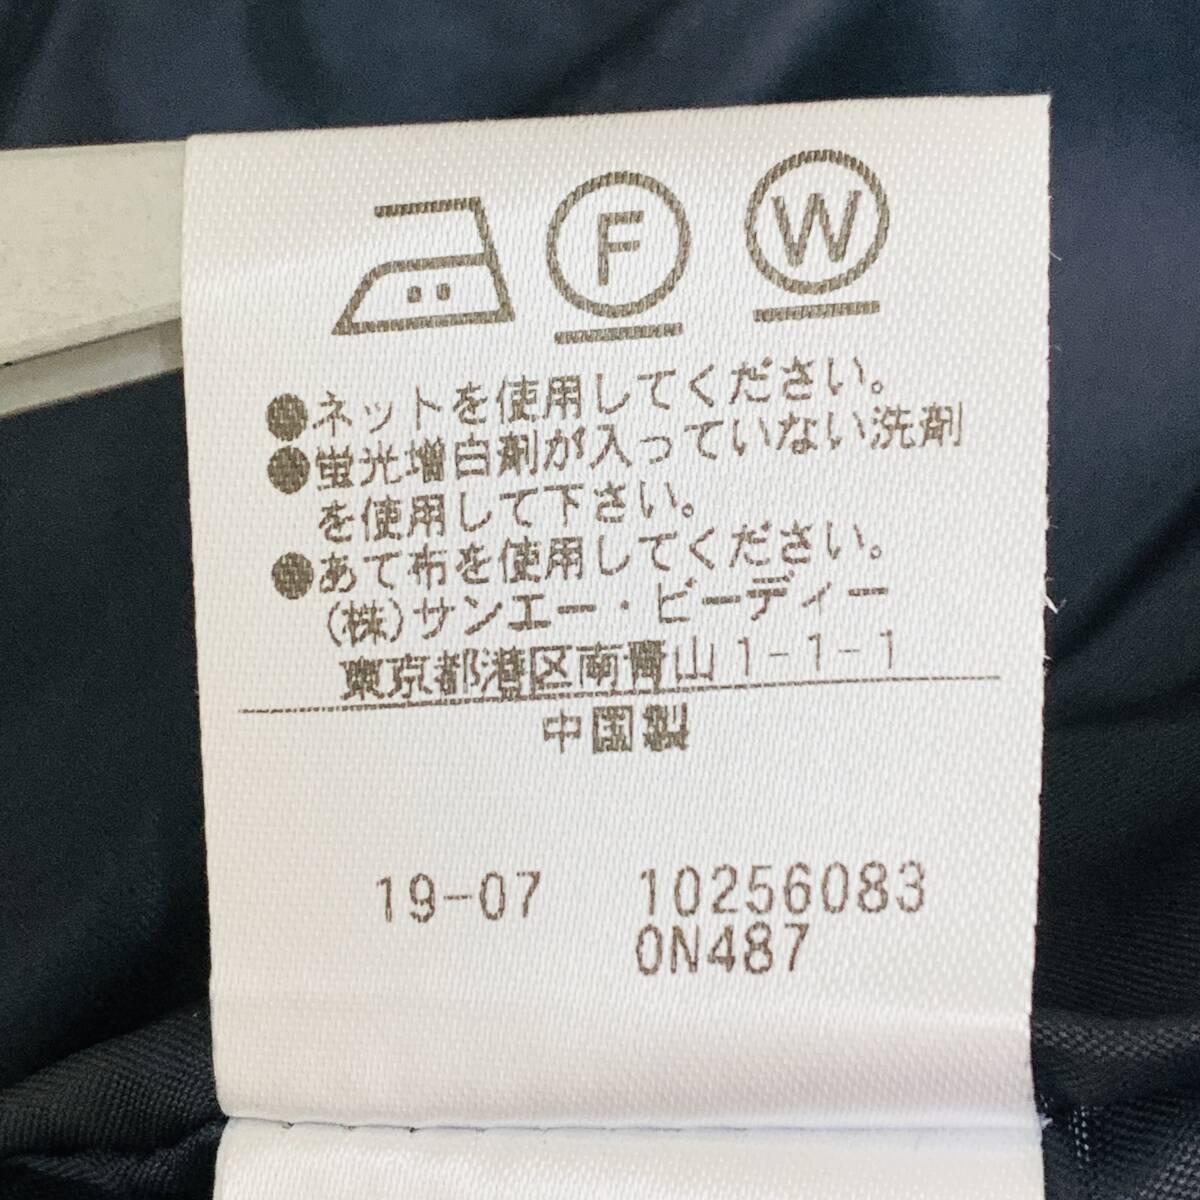 F W
●ネットを使用してください。
●蛍光増白剤が入っていない洗剤
を使用して下さい。
●あて布を使用してください。
(株)サンエー・ビーディー
東京都港区南青山1-1-1
中国製
19-07 10256083
0N487